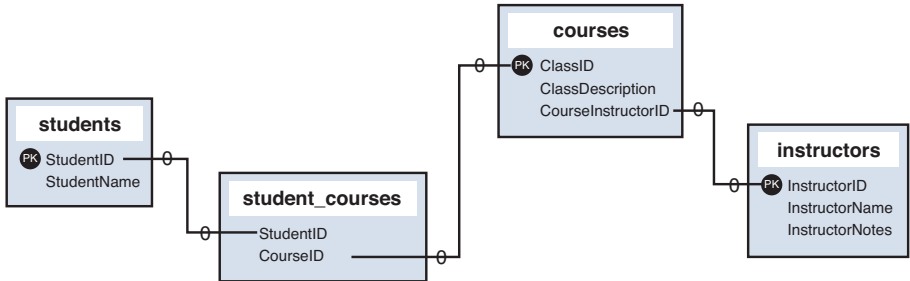 courses
PK ClassID
ClassDescription
CourseInstructorID
students
PK StudentID
StudentName
student_courses
StudentID
CourseID
instructors
PK InstructorID
InstructorName
InstructorNotes